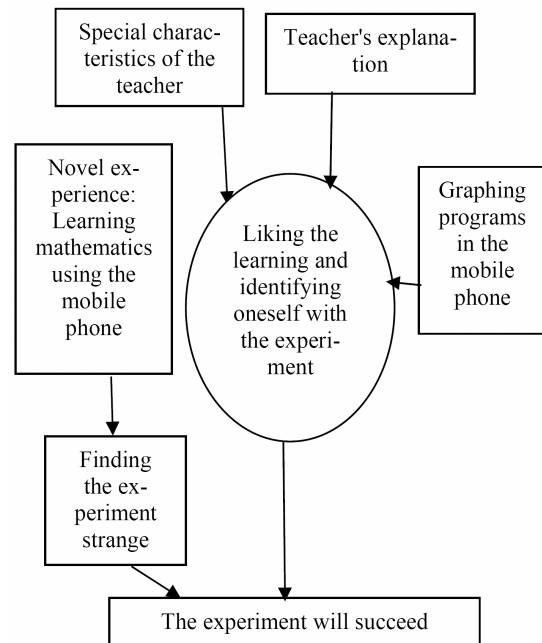 Special charac-
teristics of the
teacher
Teacher's explana-
tion
Novel ex-
perience:
Learning
mathematics
using the
mobile
phone
Liking the
learning and
identifying
oneself with
the experi-
ment
Graphing
programs
in the
mobile
phone
Finding
the ex-
periment
strange
The experiment will succeed